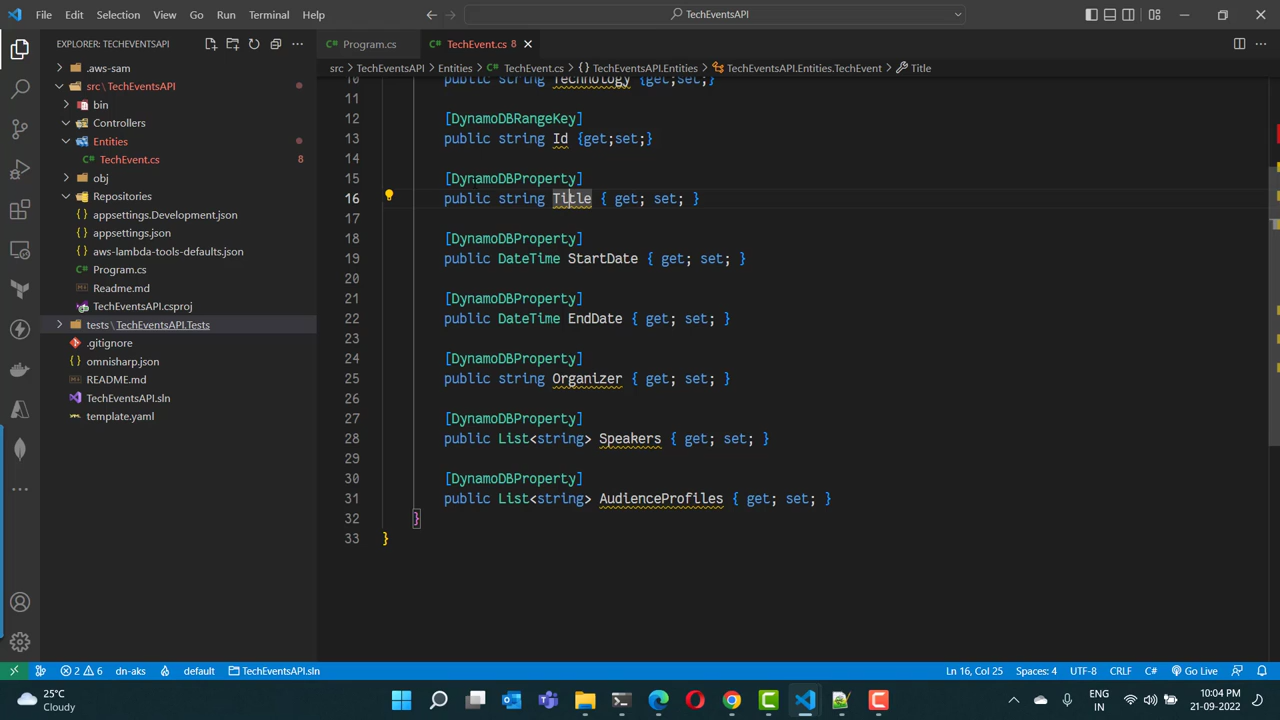 File Edit Selection View Go Run Terminal Help
TechEventsAPI
EXPLORER: TECHEVENTSAPI
.aws-sam
src \ TechEventsAPI
bin
Controllers
Entities
TechEvent.cs 8
obj
Repositories
appsettings.Development.json
appsettings.json
aws-lambda-tools-defaults.json
Program.cs
Readme.md
TechEventsAPI.csproj
tests \ TechEventsAPI.Tests
.gitignore
omnisharp.json
README.md
TechEventsAPI.sln
template.yaml
Program.cs
TechEvent.cs 8
src > TechEventsAPI > Entities > TechEvent.cs > {} TechEventsAPI.Entities > TechEventsAPI.Entities.TechEvent > Title
10 public string Technology {get;set;}
11
12 [DynamoDBRangeKey]
13 public string Id {get;set;}
14
15 [DynamoDBProperty]
16 public string Title { get; set; }
17
18 [DynamoDBProperty]
19 public DateTime StartDate { get; set; }
20
21 [DynamoDBProperty]
22 public DateTime EndDate { get; set; }
23
24 [DynamoDBProperty]
25 public string Organizer { get; set; }
26
27 [DynamoDBProperty]
28 public List<string> Speakers { get; set; }
29
30 [DynamoDBProperty]
31 public List<string> AudienceProfiles { get; set; }
32 }
33 }
2 6 dn-aks default TechEventsAPI.sln Ln 16, Col 25 Spaces: 4 UTF-8 CRLF C# Go Live
25°C
Cloudy
ENG
IN
10:04 PM
21-09-2022